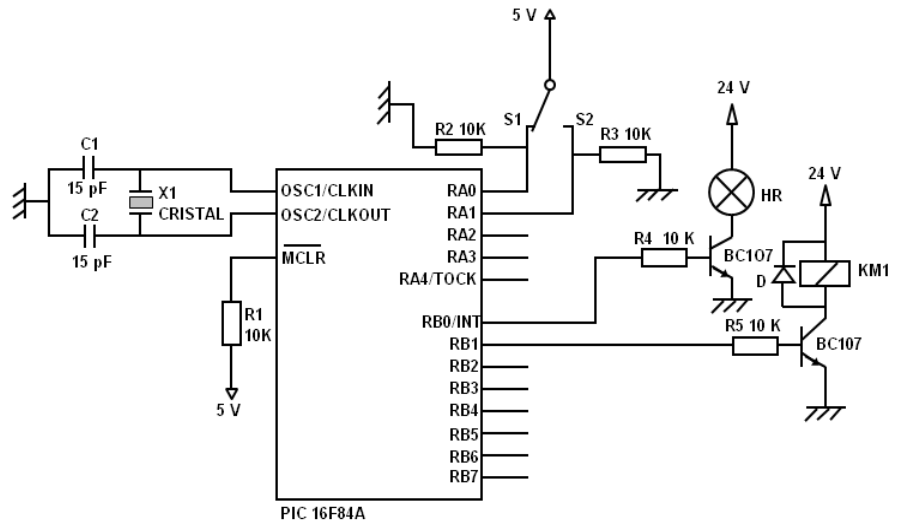 5 V
S1
S2
R2 10K
R3 10K
24 V
C1
15 pF
X1
CRISTAL
C2
15 pF
OSC1/CLKIN
OSC2/CLKOUT
MCLR
R1
10K
5 V
RA0
RA1
RA2
RA3
RA4/TOCK
RB0/INT
RB1
RB2
RB3
RB4
RB5
RB6
RB7
PIC 16F84A
R4 10 K
BC107
HR
24 V
D
KM1
R5 10 K
BC107